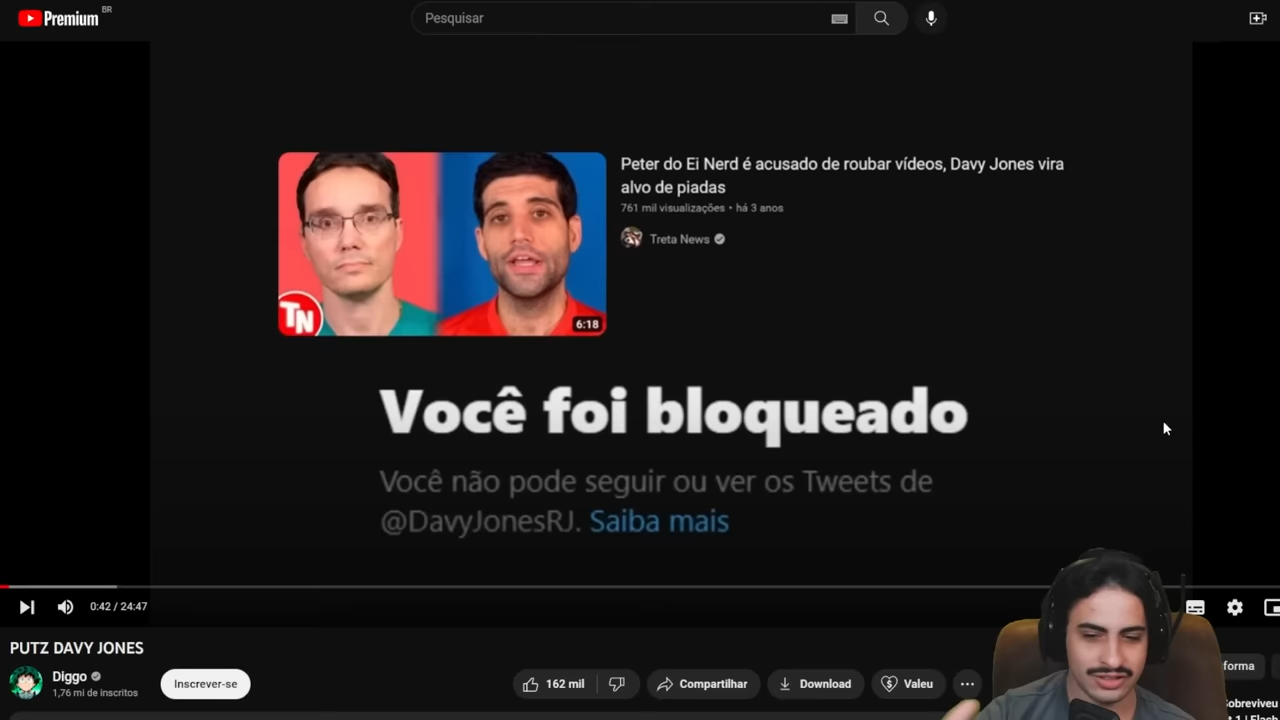 Premium BR
Pesquisar
Peter do Ei Nerd é acusado de roubar vídeos, Davy Jones vira
alvo de piadas
761 mil visualizações • há 3 anos
Treta News
TN
6:18
Você foi bloqueado
Você não pode seguir ou ver os Tweets de
@DavyJonesRJ. Saiba mais
0:42 / 24:47
PUTZ DAVY JONES
Diggo
1,76 mi de inscritos
Inscrever-se
162 mil
Compartilhar
Download
Valeu
forma
Sobreviveu